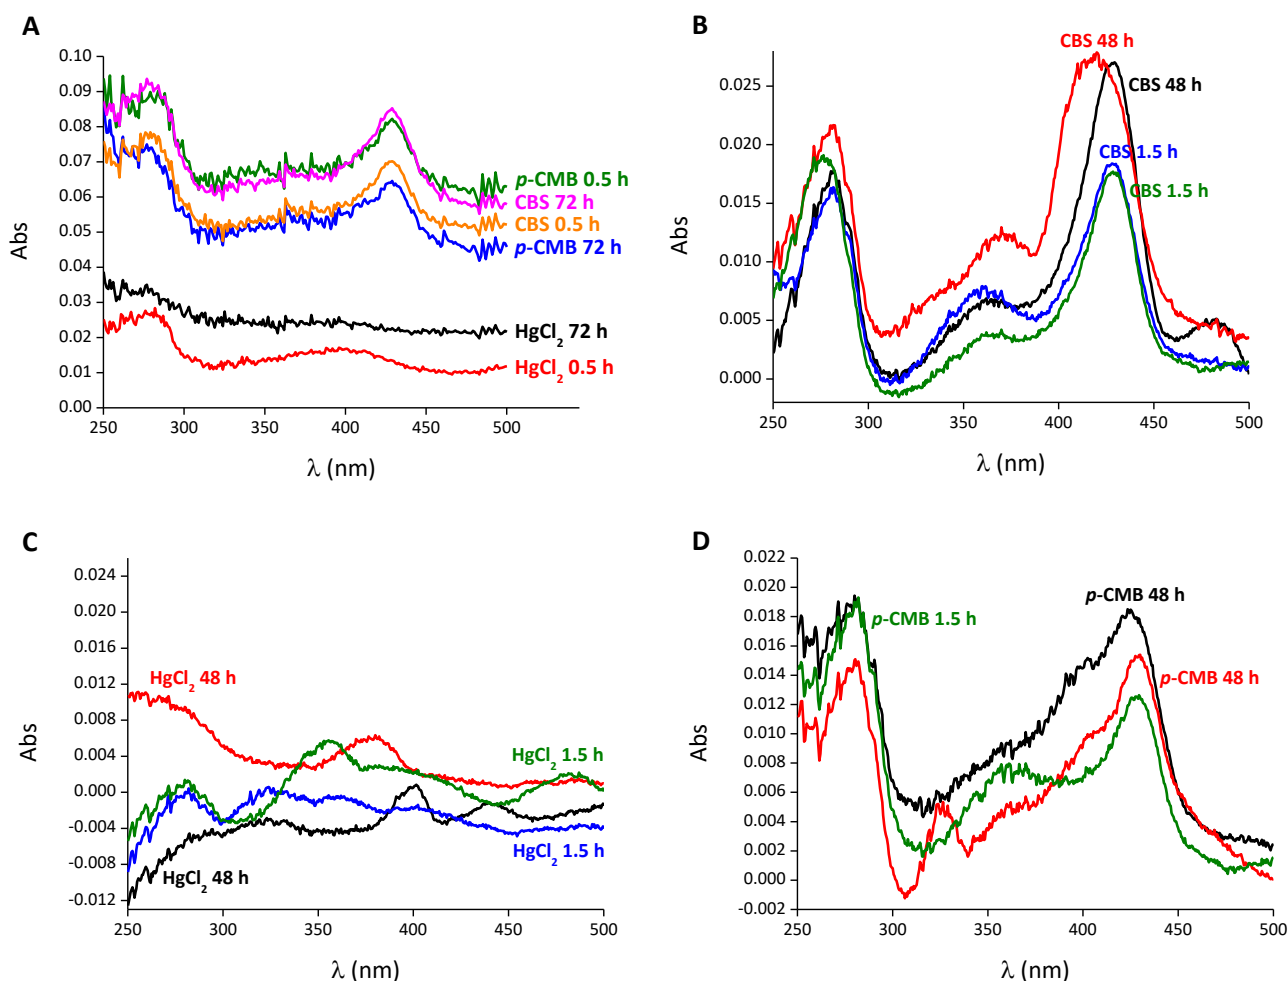 A
0.10
0.09
0.08
0.07
0.06
0.05
0.04
0.03
0.02
0.01
0.00
Abs
p-CMB 0.5 h
CBS 72 h
CBS 0.5 h
p-CMB 72 h
HgCl2 72 h
HgCl2 0.5 h
250 300 350 400 450 500
λ (nm)
B
0.025
0.020
0.015
0.010
0.005
0.000
Abs
CBS 48 h
CBS 48 h
CBS 1.5 h
CBS 1.5 h
250 300 350 400 450 500
λ (nm)
C
0.024
0.020
0.016
0.012
0.008
0.004
0.000
-0.004
-0.008
-0.012
Abs
HgCl2 48 h
HgCl2 1.5 h
HgCl2 1.5 h
HgCl2 48 h
250 300 350 400 450 500
λ (nm)
D
0.022
0.020
0.018
0.016
0.014
0.012
0.010
0.008
0.006
0.004
0.002
0.000
-0.002
Abs
p-CMB 48 h
p-CMB 1.5 h
p-CMB 48 h
250 300 350 400 450 500
λ (nm)